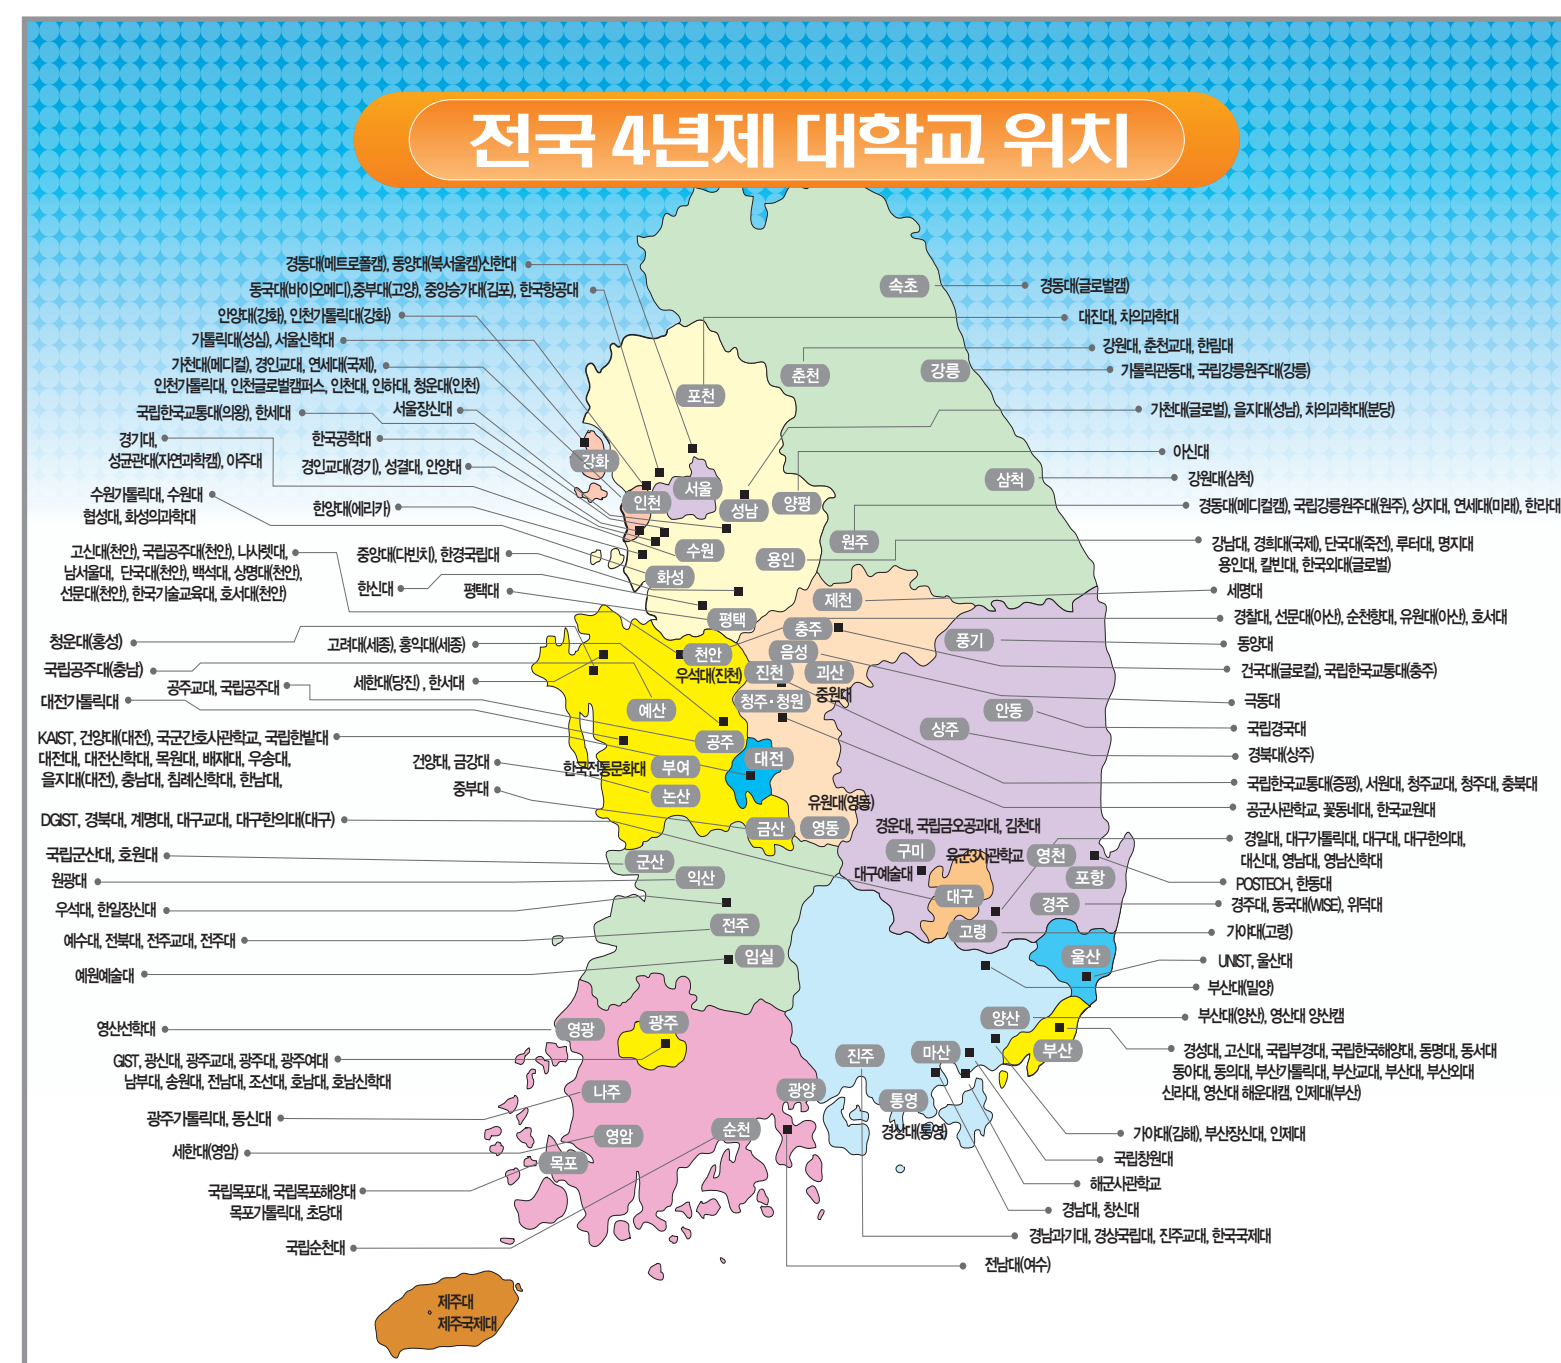 전국 4년제 대학교 위치
경동대(메트로폴캠), 동양대(북서울캠)신한대
동국대(바이오메디),중부대(고양), 중앙승가대(김포), 한국항공대
안양대(강화), 인천가톨릭대(강화)
가톨릭대(성심), 서울신학대
가천대(메디컬), 경인교대, 연세대(국제),
인천가톨릭대, 인천글로벌캠퍼스, 인천대, 인하대, 청운대(인천)
국립한국교통대(의왕), 한세대
서울장신대
경기대,
성균관대(자연과학캠), 아주대
한국공학대
경인교대(경기), 성결대, 안양대
수원가톨릭대, 수원대
협성대, 화성의과학대
한양대(에리카)
고신대(천안), 국립공주대(천안), 나사렛대,
남서울대, 단국대(천안), 백석대, 상명대(천안),
선문대(천안), 한국기술교육대, 호서대(천안)
중앙대(다빈치), 한경국립대
한신대
평택대
청운대(홍성)
고려대(세종), 홍익대(세종)
국립공주대(충남)
세한대(당진) , 한서대
공주교대, 국립공주대
대전가톨릭대
KAIST, 건양대(대전), 국군간호사관학교, 국립한밭대
대전대, 대전신학대, 목원대, 배재대, 우송대,
을지대(대전), 충남대, 침례신학대, 한남대,
건양대, 금강대
중부대
DGIST, 경북대, 계명대, 대구교대, 대구한의대(대구)
국립군산대, 호원대
원광대
우석대, 한일장신대
예수대, 전북대, 전주교대, 전주대
예원예술대
영산선학대
GIST, 광신대, 광주교대, 광주대, 광주여대
남부대, 송원대, 전남대, 조선대, 호남대, 호남신학대
광주가톨릭대, 동신대
세한대(영암)
국립목포대, 국립목포해양대
목포가톨릭대, 초당대
국립순천대
속초
춘천
강릉
포천
강화
서울
인천
성남
양평
삼척
수원
원주
용인
화성
제천
평택
충주
풍기
천안
음성
우석대(진천)
진천
괴산
중원대
청주·청원
예산
안동
상주
공주
대전
한국전통문화대
부여
논산
유원대(영동)
금산
영동
경운대, 국립금오공과대, 김천대
구미
육군3사관학교
영천
대구예술대
포항
군산
익산
대구
경주
전주
고령
임실
울산
영광
광주
양산
진주
마산
부산
나주
광양
통영
경상대(통영)
영암
순천
목포
제주대
제주국제대
경동대(글로벌캠)
대진대, 차의과학대
강원대, 춘천교대, 한림대
가톨릭관동대, 국립강릉원주대(강릉)
가천대(글로벌), 을지대(성남), 차의과학대(분당)
아신대
강원대(삼척)
경동대(메디컬캠), 국립강릉원주대(원주), 상지대, 연세대(미래), 한라대
강남대, 경희대(국제), 단국대(죽전), 루터대, 명지대
용인대, 칼빈대, 한국외대(글로벌)
세명대
경찰대, 선문대(아산), 순천향대, 유원대(아산), 호서대
동양대
건국대(글로컬), 국립한국교통대(충주)
극동대
국립경국대
경북대(상주)
국립한국교통대(증평), 서원대, 청주교대, 청주대, 충북대
공군사관학교, 꽃동네대, 한국교원대
경일대, 대구가톨릭대, 대구대, 대구한의대,
대신대, 영남대, 영남신학대
POSTECH, 한동대
경주대, 동국대(WISE), 위덕대
가야대(고령)
UNIST, 울산대
부산대(밀양)
부산대(양산), 영산대 양산캠
경성대, 고신대, 국립부경대, 국립한국해양대, 동명대, 동서대
동아대, 동의대, 부산가톨릭대, 부산교대, 부산대, 부산외대
신라대, 영산대 해운대캠, 인제대(부산)
가야대(김해), 부산장신대, 인제대
국립창원대
해군사관학교
경남대, 창신대
경남과기대, 경상국립대, 진주교대, 한국국제대
전남대(여수)